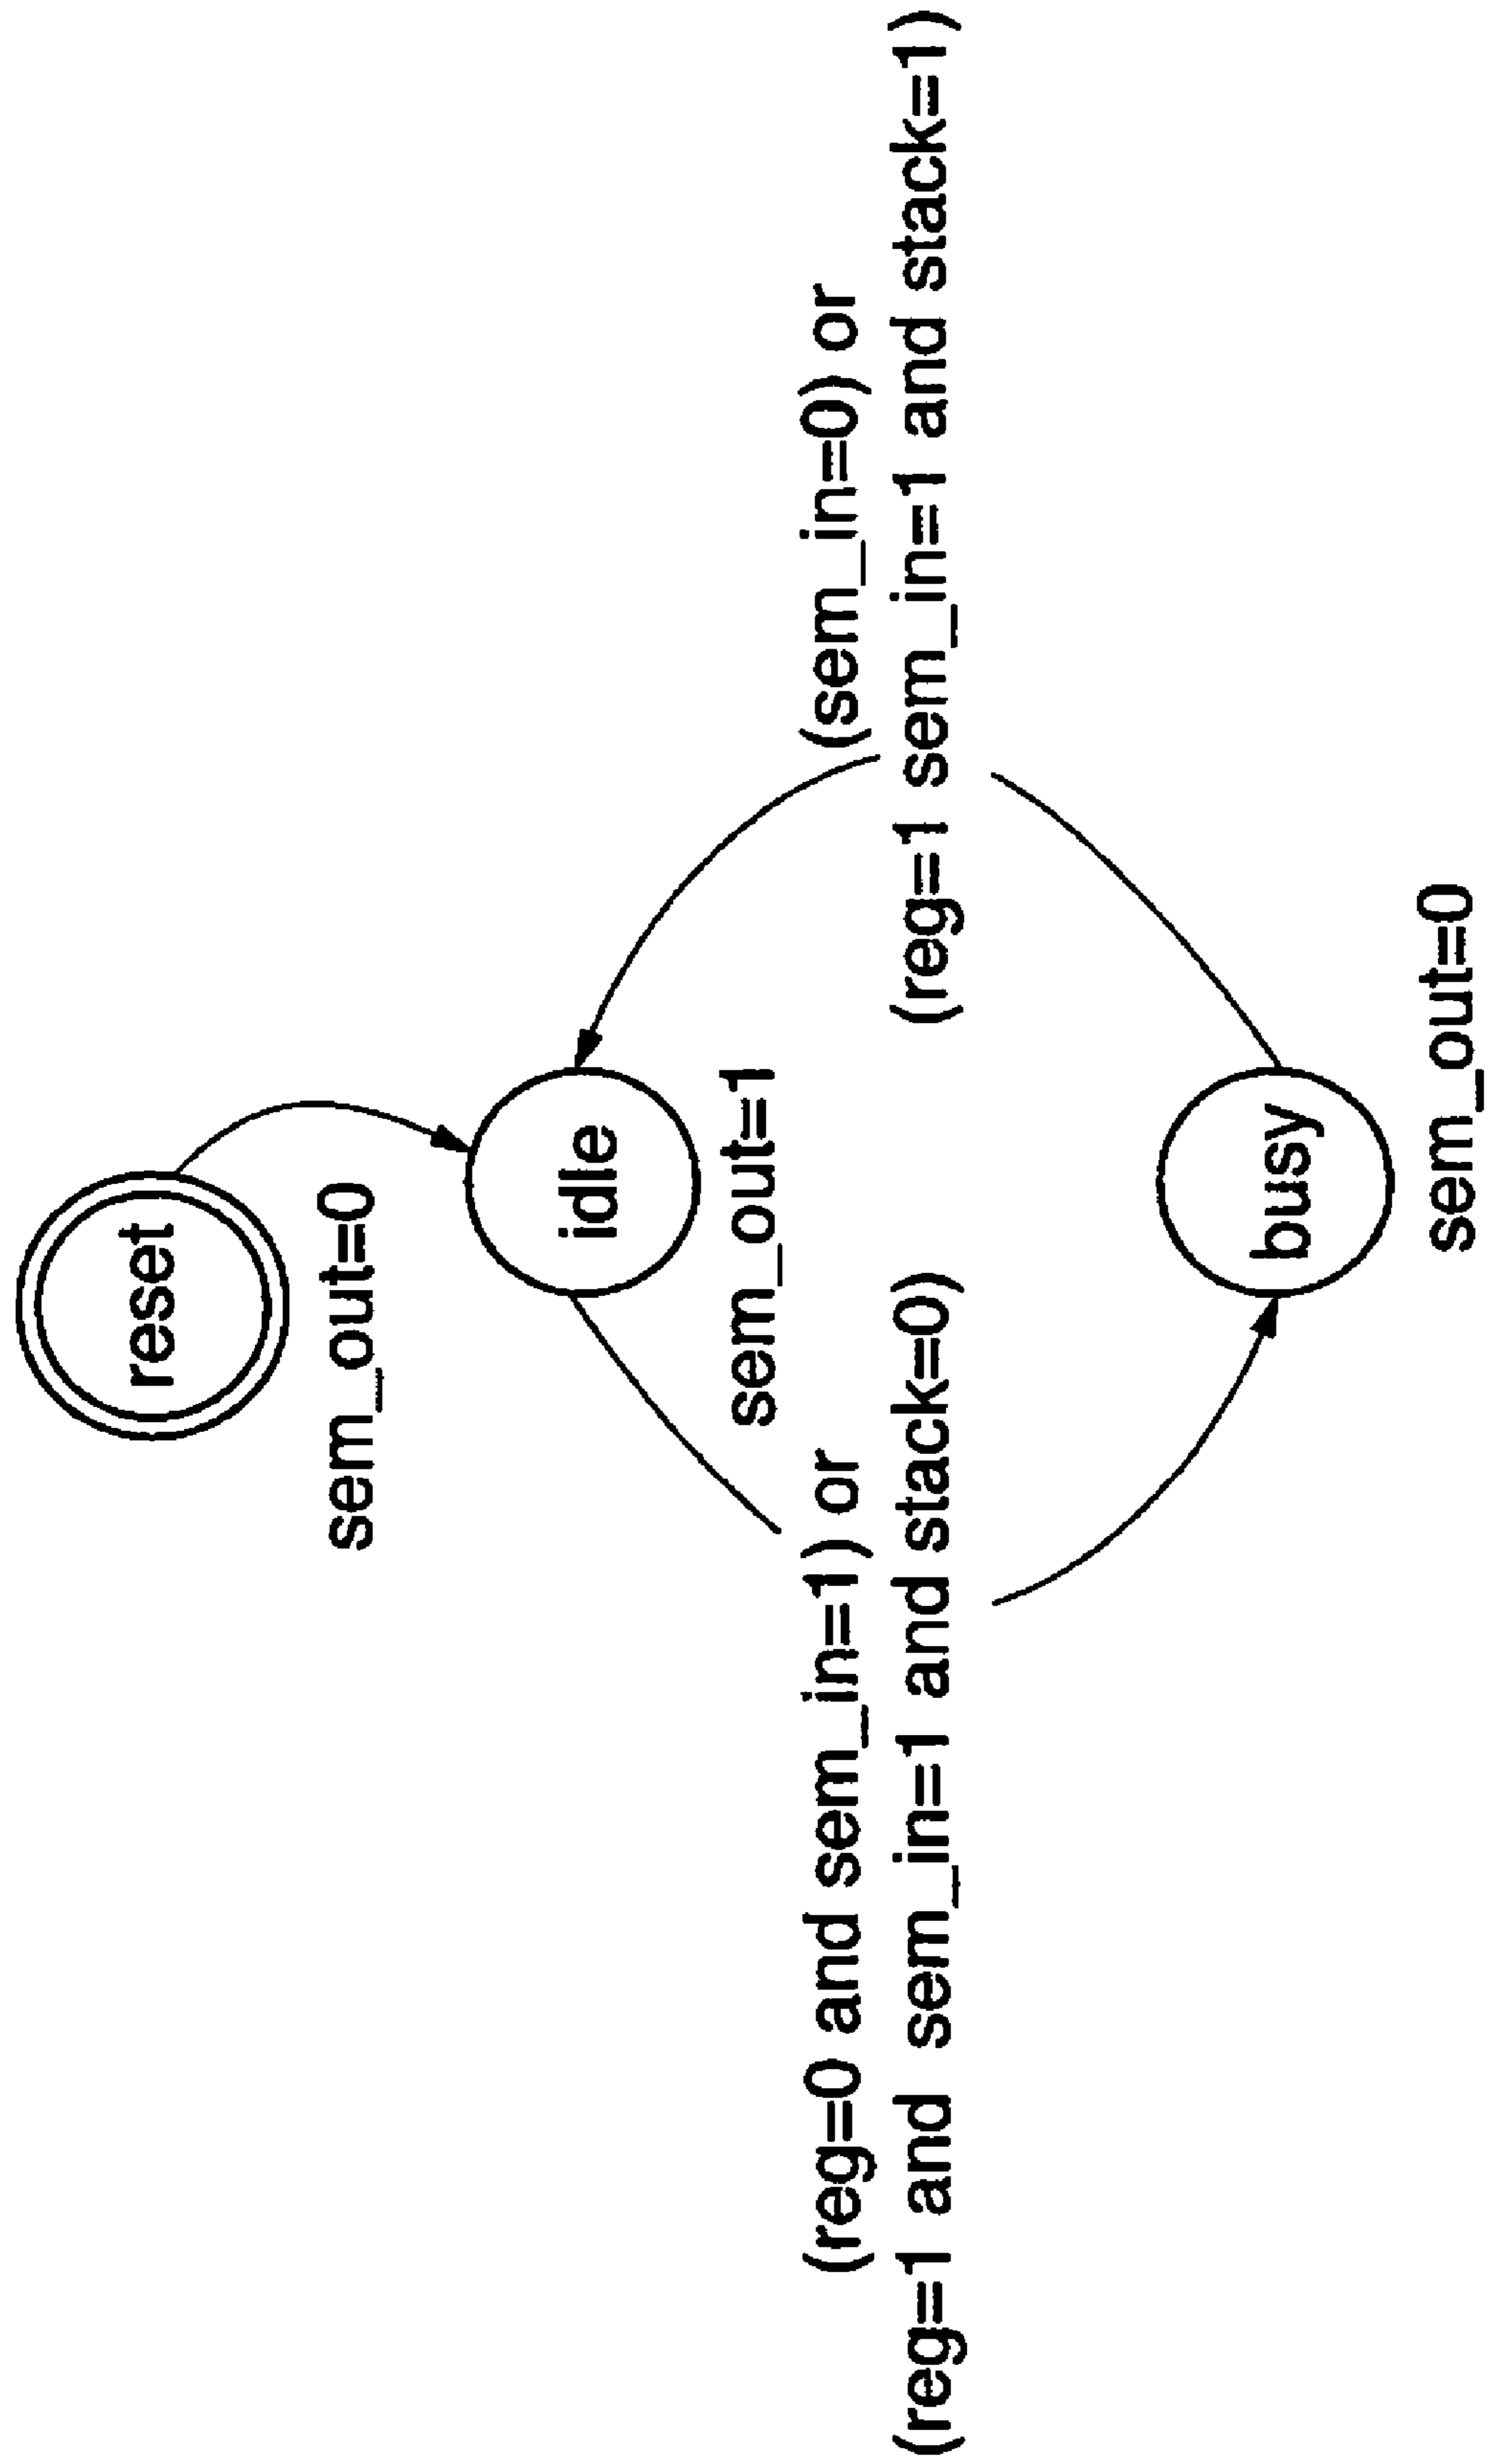 reset
sem_out=0
idle
sem_out=1
(reg=0 and sem_in=1) or
(reg=1 and sem_in=1 and stack=0)
(sem_in=0) or
(reg=1 sem_in=1 and stack=1)
busy
sem_out=0